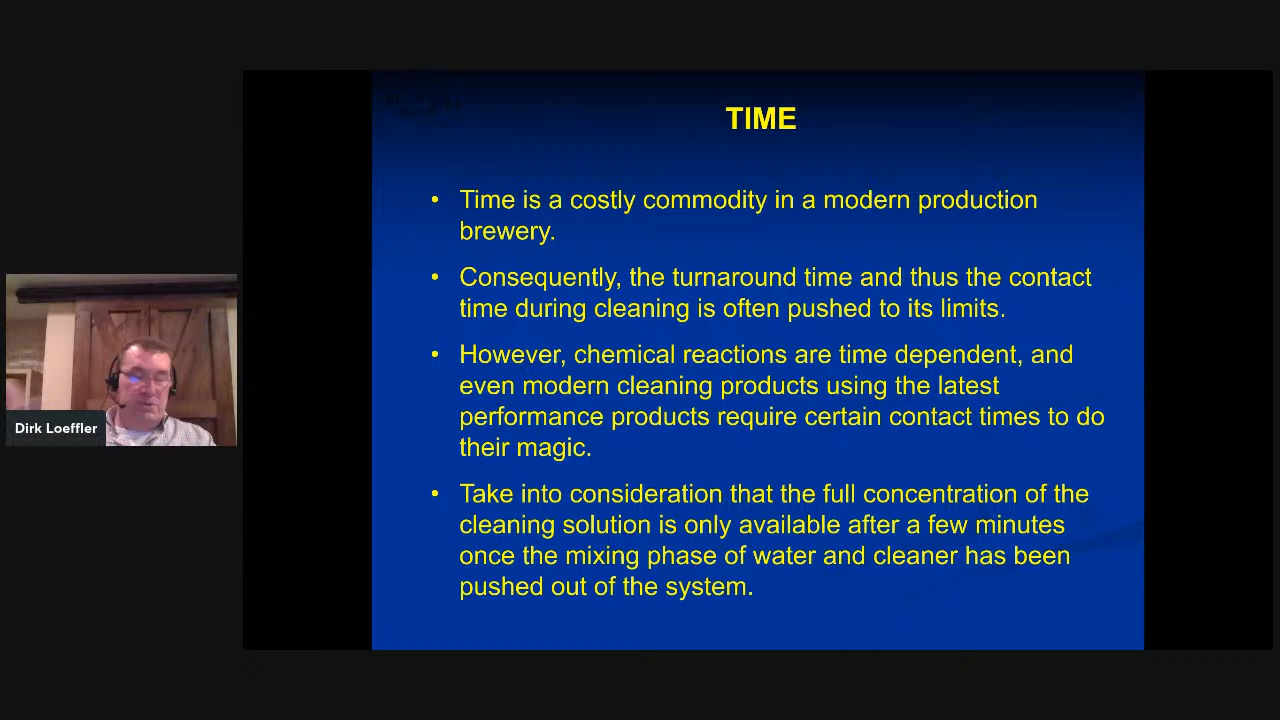 TIME
• Time is a costly commodity in a modern production
brewery.
• Consequently, the turnaround time and thus the contact
time during cleaning is often pushed to its limits.
• However, chemical reactions are time dependent, and
even modern cleaning products using the latest
performance products require certain contact times to do
their magic.
• Take into consideration that the full concentration of the
cleaning solution is only available after a few minutes
once the mixing phase of water and cleaner has been
pushed out of the system.
Dirk Loeffler